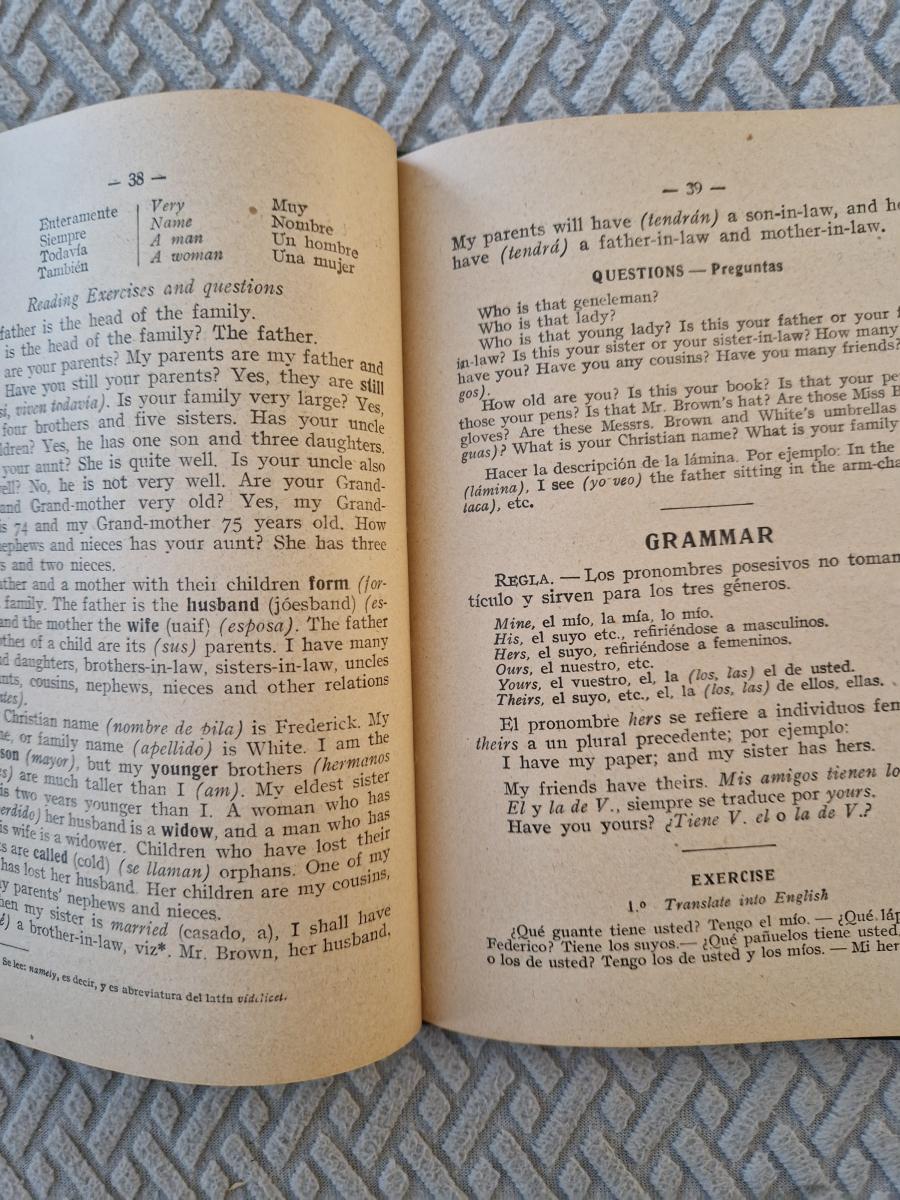 — 38 —
Enteramente | Very Muy
Siempre | Name Nombre
Todavía | A man Un hombre
También | A woman Una mujer
Reading Exercises and questions
father is the head of the family.
is the head of the family? The father.
are your parents? My parents are my father and
Have you still your parents? Yes, they are still
sí, viven todavía). Is your family very large? Yes,
four brothers and five sisters. Has your uncle
ldren? Yes, he has one son and three daughters.
your aunt? She is quite well. Is your uncle also
ell? No, he is not very well. Are your Grand-
and Grand-mother very old? Yes, my Grand-
is 74 and my Grand-mother 75 years old. How
nephews and nieces has your aunt? She has three
s and two nieces.
ther and a mother with their children form (for-
family. The father is the husband (jóesband) (es-
and the mother the wife (uaif) (esposa). The father
other of a child are its (sus) parents. I have many
nd daughters, brothers-in-law, sisters-in-law, uncles
nts, cousins, nephews, nieces and other relations
tes).
Christian name (nombre de pila) is Frederick. My
e, or family name (apellido) is White. I am the
son (mayor), but my younger brothers (hermanos
s) are much taller than I (am). My eldest sister
is two years younger than I. A woman who has
erdido) her husband is a widow, and a man who has
is wife is a widower. Children who have lost their
s are called (cold) (se llaman) orphans. One of my
has lost her husband. Her children are my cousins,
y parents' nephews and nieces.
hen my sister is married (casado, a), I shall have
é) a brother-in-law, viz*. Mr. Brown, her husband,
Se lee: namely, es decir, y es abreviatura del latín videlicet.
— 39 —
My parents will have (tendrán) a son-in-law, and he
have (tendrá) a father-in-law and mother-in-law.
QUESTIONS — Preguntas
Who is that geneleman?
Who is that lady?
Who is that young lady? Is this your father or your f
in-law? Is this your sister or your sister-in-law? How many
have you? Have you any cousins? Have you many friends?
gos).
How old are you? Is this your book? Is that your pe
those your pens? Is that Mr. Brown's hat? Are those Miss B
gloves? Are these Messrs. Brown and White's umbrellas
guas)? What is your Christian name? What is your family
Hacer la descripción de la lámina. Por ejemplo: In the
(lámina), I see (yo veo) the father sitting in the arm-cha
taca), etc.
GRAMMAR
REGLA. — Los pronombres posesivos no toman
tículo y sirven para los tres géneros.
Mine, el mío, la mía, lo mío.
His, el suyo etc., refiriéndose a masculinos.
Hers, el suyo, refiriéndose a femeninos.
Ours, el nuestro, etc.
Yours, el vuestro, el, la (los, las) el de usted.
Theirs, el suyo, etc., el, la (los, las) de ellos, ellas.
El pronombre hers se refiere a individuos fem
theirs a un plural precedente; por ejemplo:
I have my paper; and my sister has hers.
My friends have theirs. Mis amigos tienen lo
El y la de V., siempre se traduce por yours.
Have you yours? ¿Tiene V. el o la de V.?
EXERCISE
1.º Translate into English
¿Qué guante tiene usted? Tengo el mío. — ¿Qué láp
Federico? Tiene los suyos.— ¿Qué pañuelos tiene usted,
o los de usted? Tengo los de usted y los míos. — Mi her